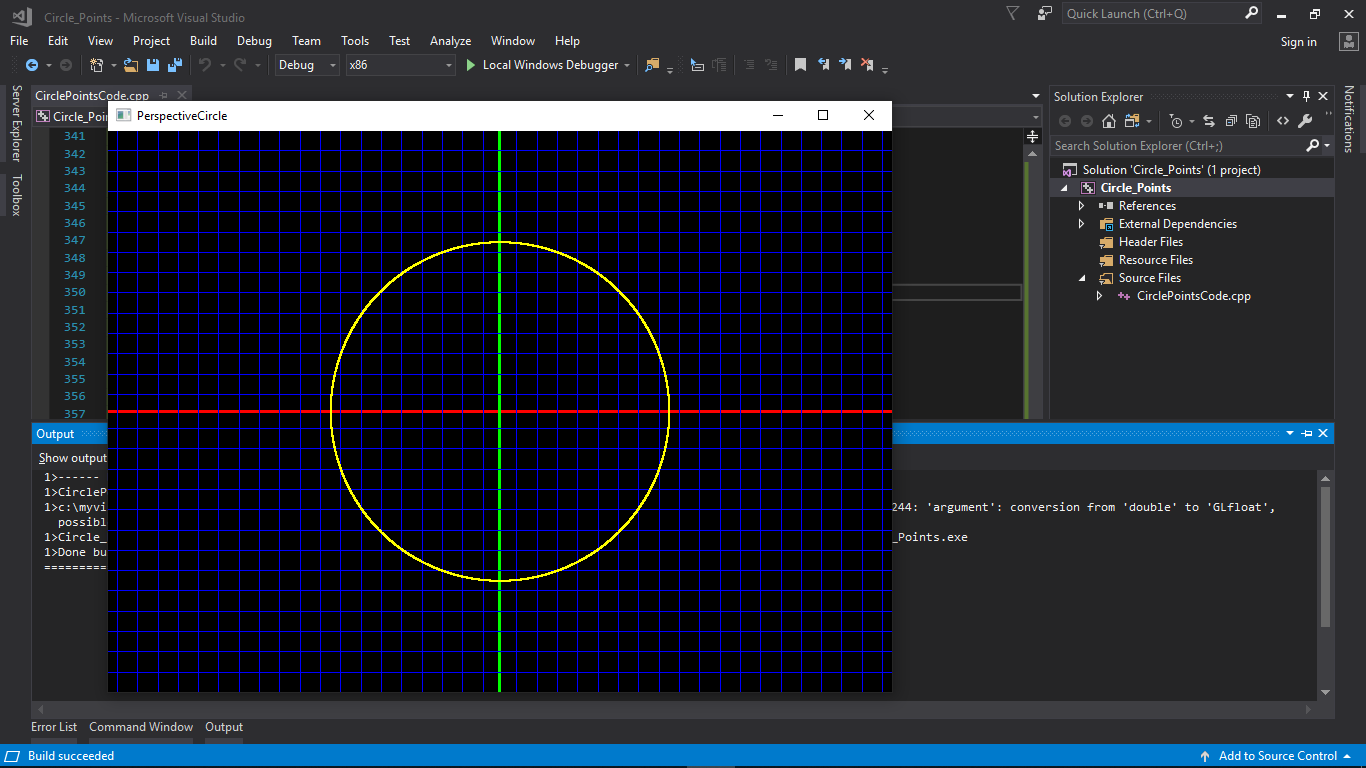 Circle_Points - Microsoft Visual Studio
Quick Launch (Ctrl+Q)
File Edit View Project Build Debug Team Tools Test Analyze Window Help
Sign in
Debug x86 Local Windows Debugger
Server Explorer
Toolbox
Notifications
CirclePointsCode.cpp
Circle_Poin
PerspectiveCircle
341
342
343
344
345
346
347
348
349
350
351
352
353
354
355
356
357
Solution Explorer
Search Solution Explorer (Ctrl+;)
Solution 'Circle_Points' (1 project)
Circle_Points
References
External Dependencies
Header Files
Resource Files
Source Files
CirclePointsCode.cpp
Output
Show output
1>------
1>CircleP
1>c:\myvi 244: 'argument': conversion from 'double' to 'GLfloat',
possibl
1>Circle_ _Points.exe
1>Done bu
==========
Error List Command Window Output
Build succeeded
Add to Source Control